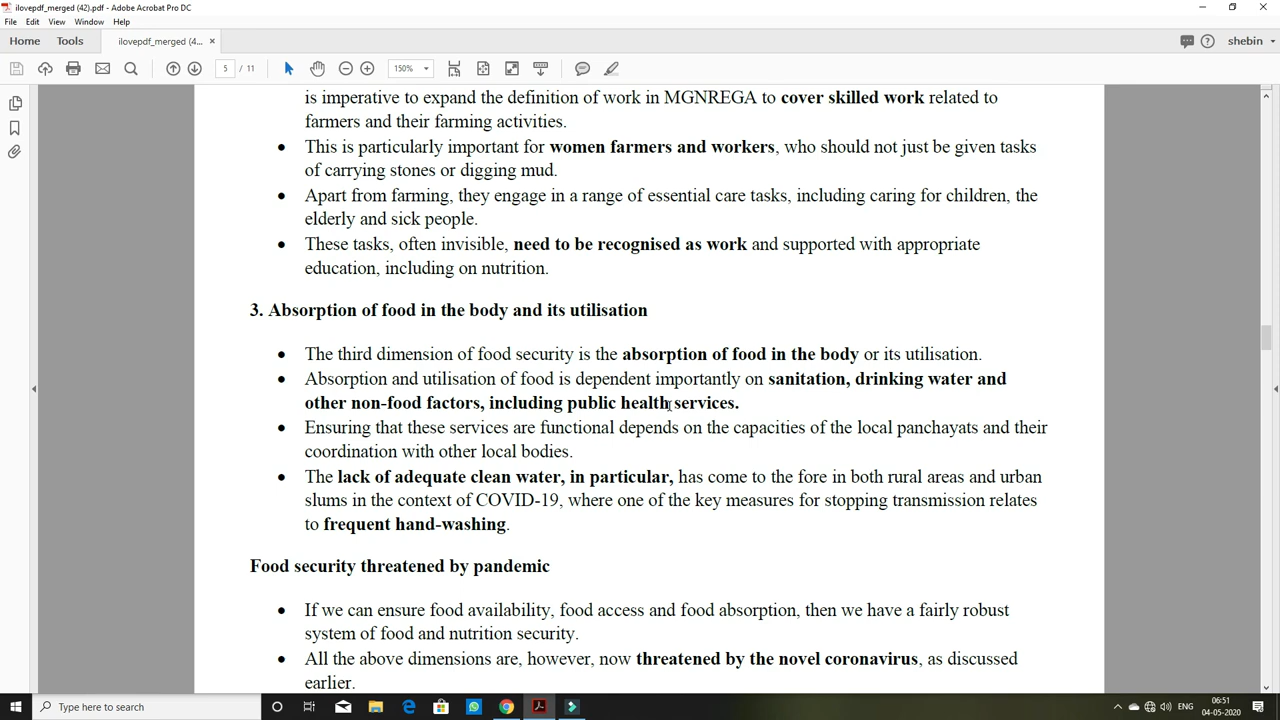 ilovepdf_merged (42).pdf - Adobe Acrobat Pro DC
File Edit View Window Help
Home Tools ilovepdf_merged (4... × shebin
5 / 11 150%
is imperative to expand the definition of work in MGNREGA to cover skilled work related to
farmers and their farming activities.
• This is particularly important for women farmers and workers, who should not just be given tasks
of carrying stones or digging mud.
• Apart from farming, they engage in a range of essential care tasks, including caring for children, the
elderly and sick people.
• These tasks, often invisible, need to be recognised as work and supported with appropriate
education, including on nutrition.
3. Absorption of food in the body and its utilisation
• The third dimension of food security is the absorption of food in the body or its utilisation.
• Absorption and utilisation of food is dependent importantly on sanitation, drinking water and
other non-food factors, including public health services.
• Ensuring that these services are functional depends on the capacities of the local panchayats and their
coordination with other local bodies.
• The lack of adequate clean water, in particular, has come to the fore in both rural areas and urban
slums in the context of COVID-19, where one of the key measures for stopping transmission relates
to frequent hand-washing.
Food security threatened by pandemic
• If we can ensure food availability, food access and food absorption, then we have a fairly robust
system of food and nutrition security.
• All the above dimensions are, however, now threatened by the novel coronavirus, as discussed
earlier.
Type here to search ENG 06:51
04-05-2020